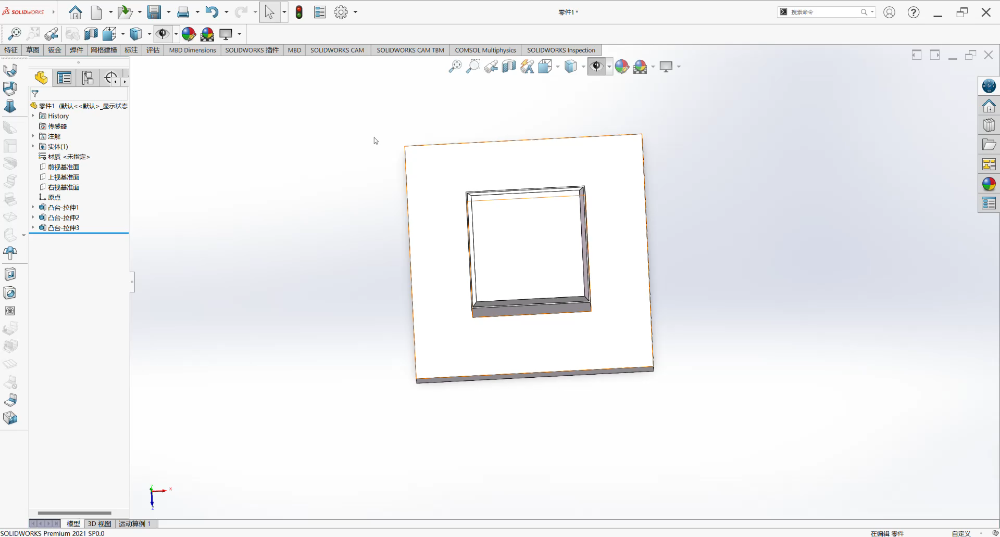 SOLIDWORKS
零件1 *
搜索命令
特征 草图 钣金 焊件 网格建模 标注 评估 MBD Dimensions SOLIDWORKS 插件 MBD SOLIDWORKS CAM SOLIDWORKS CAM TBM COMSOL Multiphysics SOLIDWORKS Inspection
零件1 (默认<<默认>_显示状态
History
传感器
注解
实体(1)
材质 <未指定>
前视基准面
上视基准面
右视基准面
原点
凸台-拉伸1
凸台-拉伸2
凸台-拉伸3
Y
X
Z
模型 3D 视图 运动算例 1
SOLIDWORKS Premium 2021 SP0.0 在编辑 零件 自定义